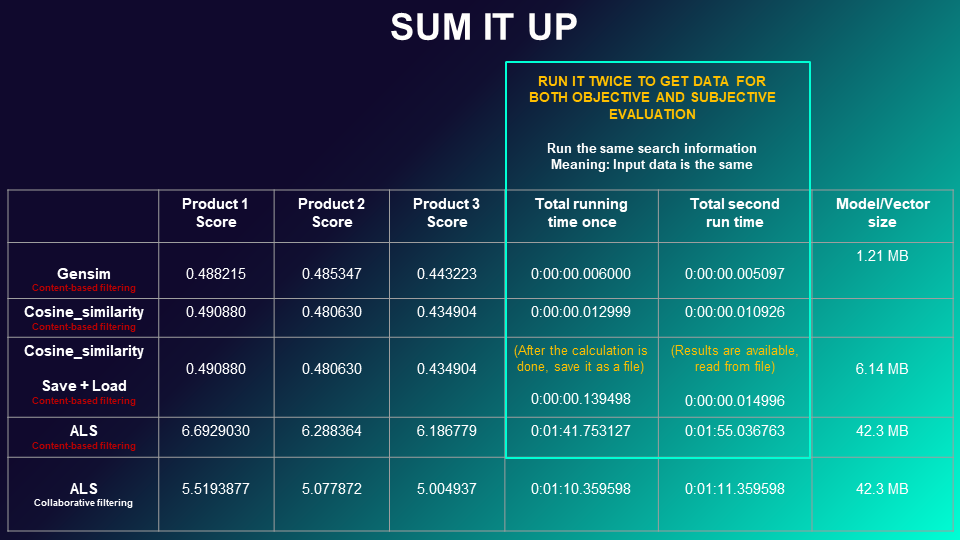 SUM IT UP
RUN IT TWICE TO GET DATA FOR
BOTH OBJECTIVE AND SUBJECTIVE
EVALUATION
Run the same search information
Meaning: Input data is the same
Product 1 Score
Product 2 Score
Product 3 Score
Total running time once
Total second run time
Model/Vector size
Gensim
Content-based filtering
0.488215
0.485347
0.443223
0:00:00.006000
0:00:00.005097
1.21 MB
Cosine_similarity
Content-based filtering
0.490880
0.480630
0.434904
0:00:00.012999
0:00:00.010926
Cosine_similarity
Save + Load
Content-based filtering
0.490880
0.480630
0.434904
(After the calculation is
done, save it as a file)
0:00:00.139498
(Results are available,
read from file)
0:00:00.014996
6.14 MB
ALS
Content-based filtering
6.6929030
6.288364
6.186779
0:01:41.753127
0:01:55.036763
42.3 MB
ALS
Collaborative filtering
5.5193877
5.077872
5.004937
0:01:10.359598
0:01:11.359598
42.3 MB